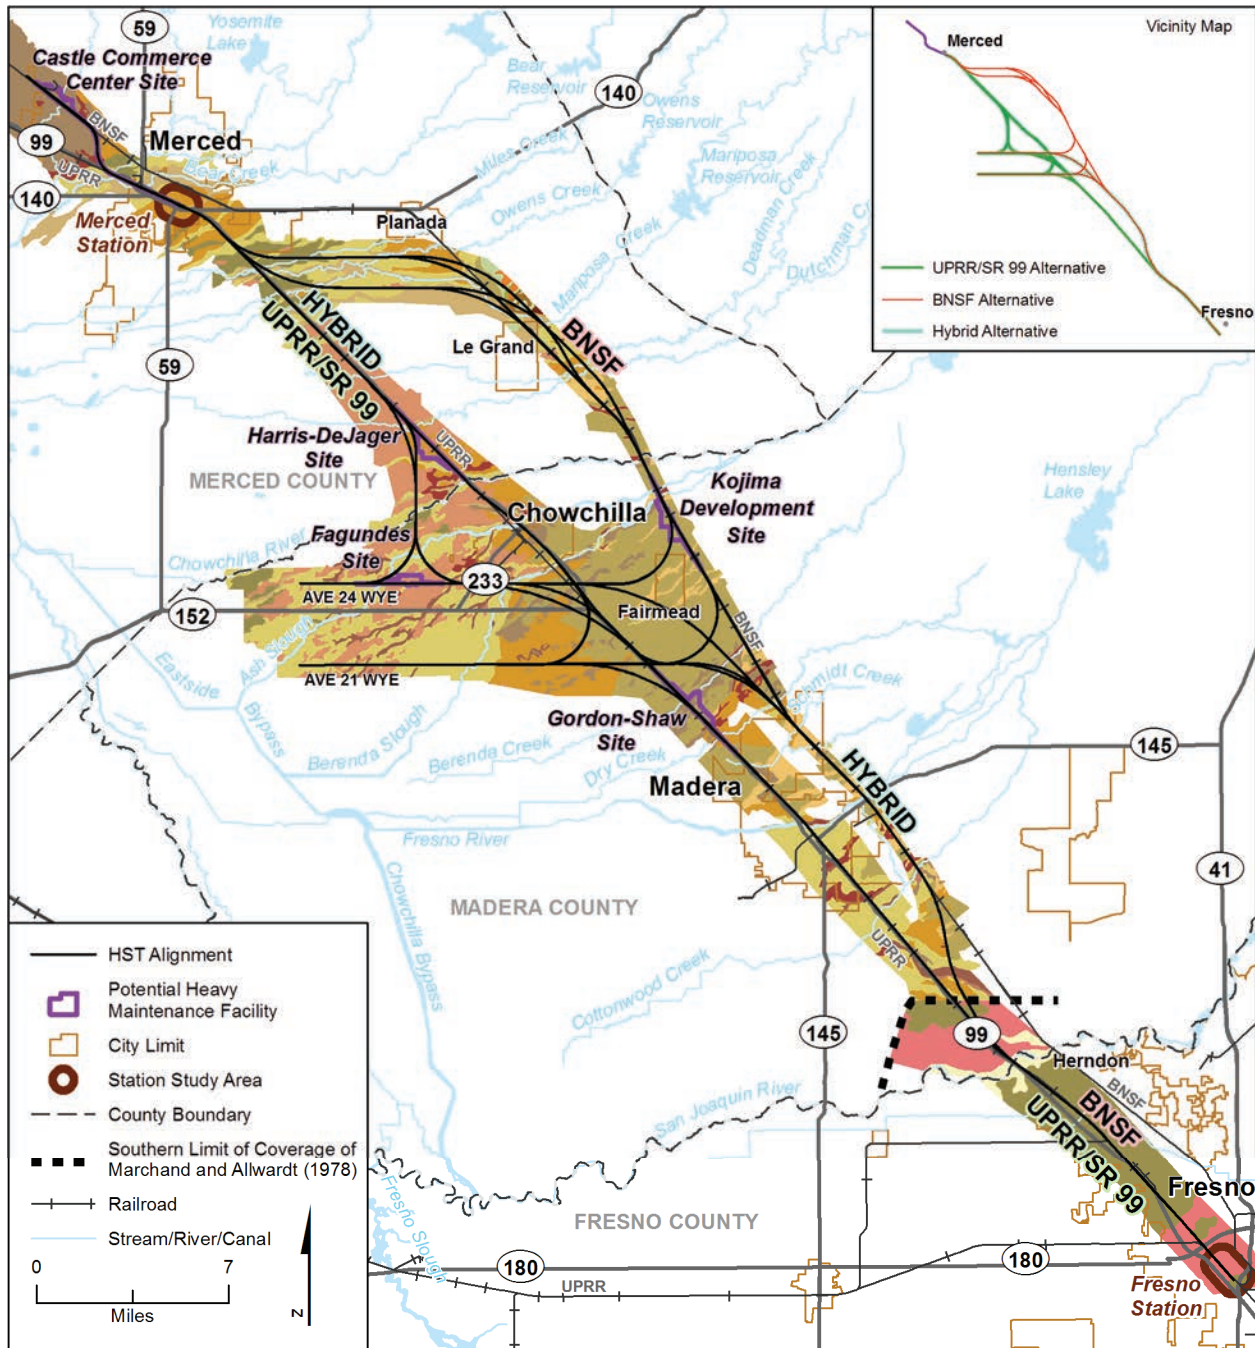 59
Yosemite
Lake
Castle Commerce
Center Site
Bear
Reservoir
140
Owens
Reservoir
BNSF
99
Merced
UPRR
Bear Creek
Miles Creek
Mariposa
Reservoir
140
Owens Creek
Merced
Station
Planada
Mariposa Creek
Deadman Creek
Dutchman C
HYBRID
UPRR/SR 99
BNSF
Le Grand
59
Vicinity Map
Merced
UPRR/SR 99 Alternative
BNSF Alternative
Hybrid Alternative
Fresno
Harris-DeJager
Site
UPRR
MERCED COUNTY
Kojima
Development
Site
Hensley
Lake
Chowchilla
Fagundes
Site
Chowchilla River
233
AVE 24 WYE
152
Fairmead
BNSF
Ash Slough
AVE 21 WYE
Eastside
Bypass
Schmidt Creek
Gordon-Shaw
Site
Berenda Slough
Berenda Creek
Dry Creek
145
Madera
HYBRID
Fresno River
41
Chowchilla Bypass
MADERA COUNTY
UPRR
Cottonwood Creek
145
99
Herndon
BNSF
San Joaquin River
BNSF
UPRR/SR 99
Fresno
Fresno Slough
FRESNO COUNTY
180
180
UPRR
Fresno
Station
HST Alignment
Potential Heavy
Maintenance Facility
City Limit
Station Study Area
County Boundary
Southern Limit of Coverage of
Marchand and Allwardt (1978)
Railroad
Stream/River/Canal
0 7
Miles
N